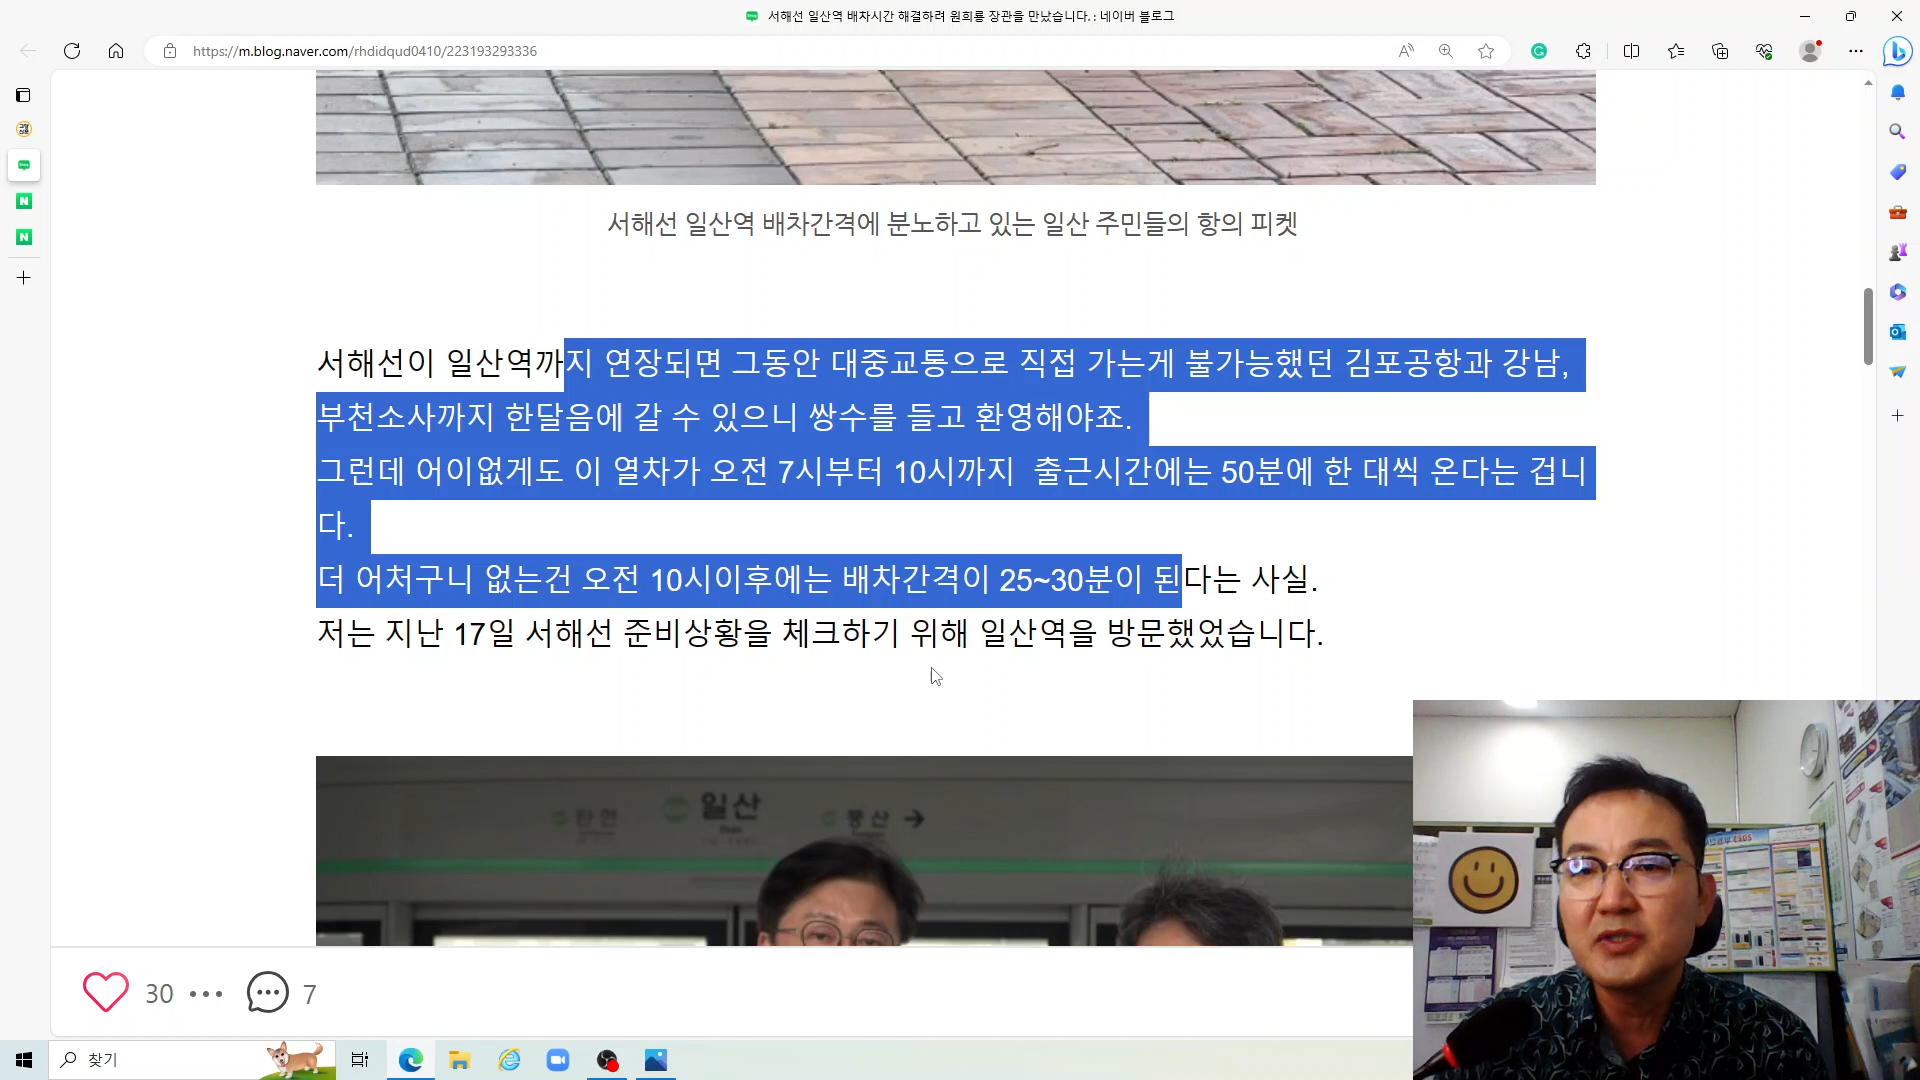 서해선 일산역 배차시간 해결하려 원희룡 장관을 만났습니다. : 네이버 블로그
https://m.blog.naver.com/rhdidqud0410/223193293336
서해선 일산역 배차간격에 분노하고 있는 일산 주민들의 항의 피켓
서해선이 일산역까지 연장되면 그동안 대중교통으로 직접 가는게 불가능했던 김포공항과 강남,
부천소사까지 한달음에 갈 수 있으니 쌍수를 들고 환영해야죠.
그런데 어이없게도 이 열차가 오전 7시부터 10시까지  출근시간에는 50분에 한 대씩 온다는 겁니
다.
더 어처구니 없는건 오전 10시이후에는 배차간격이 25~30분이 된다는 사실.
저는 지난 17일 서해선 준비상황을 체크하기 위해 일산역을 방문했었습니다.
탄현
일산
풍산
30
7
찾기